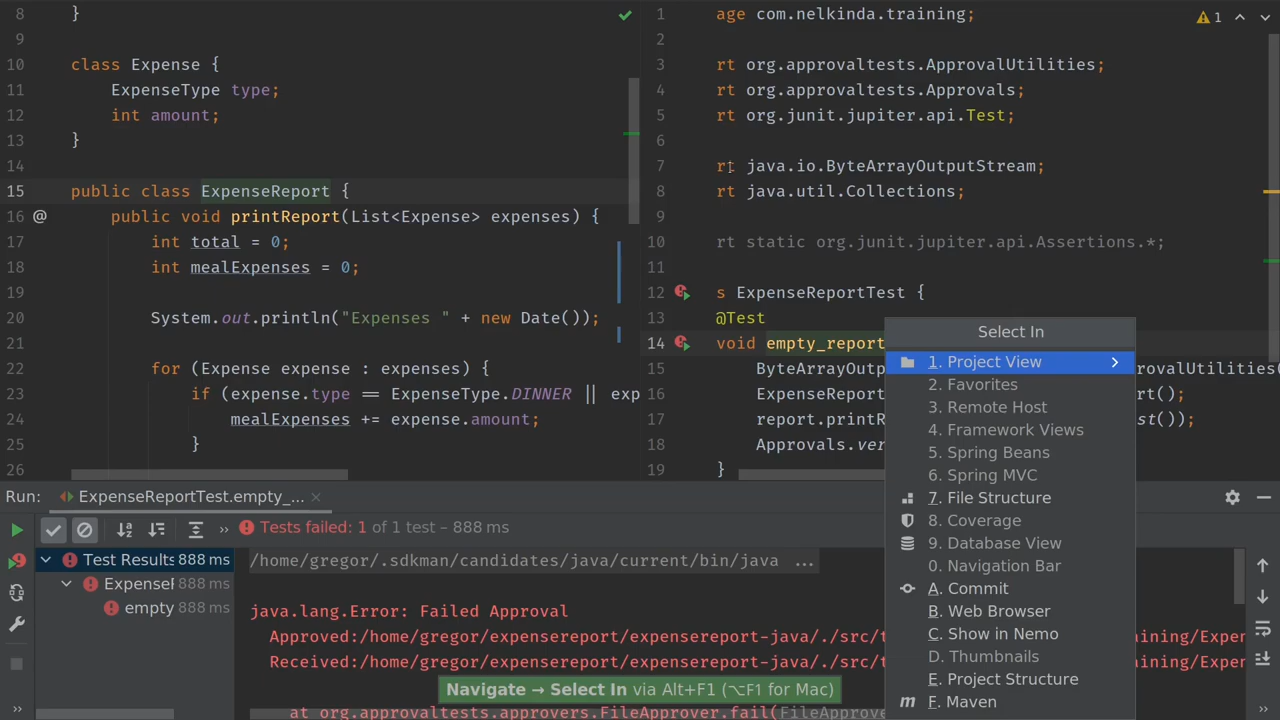 8 }
9
10 class Expense {
11 ExpenseType type;
12 int amount;
13 }
14
15 public class ExpenseReport {
16 @ public void printReport(List<Expense> expenses) {
17 int total = 0;
18 int mealExpenses = 0;
19
20 System.out.println("Expenses " + new Date());
21
22 for (Expense expense : expenses) {
23 if (expense.type == ExpenseType.DINNER || exp
24 mealExpenses += expense.amount;
25 }
26
1 age com.nelkinda.training;
1
2
3 rt org.approvaltests.ApprovalUtilities;
4 rt org.approvaltests.Approvals;
5 rt org.junit.jupiter.api.Test;
6
7 rt java.io.ByteArrayOutputStream;
8 rt java.util.Collections;
9
10 rt static org.junit.jupiter.api.Assertions.*;
11
12 s ExpenseReportTest {
13 @Test
14 void empty_report
15 ByteArrayOutp provalUtilities(
16 ExpenseReport rt();
17 report.printR st());
18 Approvals.ver
19 }
Select In
1. Project View
2. Favorites
3. Remote Host
4. Framework Views
5. Spring Beans
6. Spring MVC
7. File Structure
8. Coverage
9. Database View
0. Navigation Bar
A. Commit
B. Web Browser
C. Show in Nemo
D. Thumbnails
E. Project Structure
F. Maven
Run: ExpenseReportTest.empty_... ×
» Tests failed: 1 of 1 test – 888 ms
Test Results 888 ms
Expense 888 ms
empty 888 ms
/home/gregor/.sdkman/candidates/java/current/bin/java ...
java.lang.Error: Failed Approval
Approved:/home/gregor/expensereport/expensereport-java/./src/t aining/Exper
Received:/home/gregor/expensereport/expensereport-java/./src/t aining/Exper
at org.approvaltests.approvers.FileApprover.fail(FileApprove
Navigate → Select In via Alt+F1 (⌥F1 for Mac)
» »